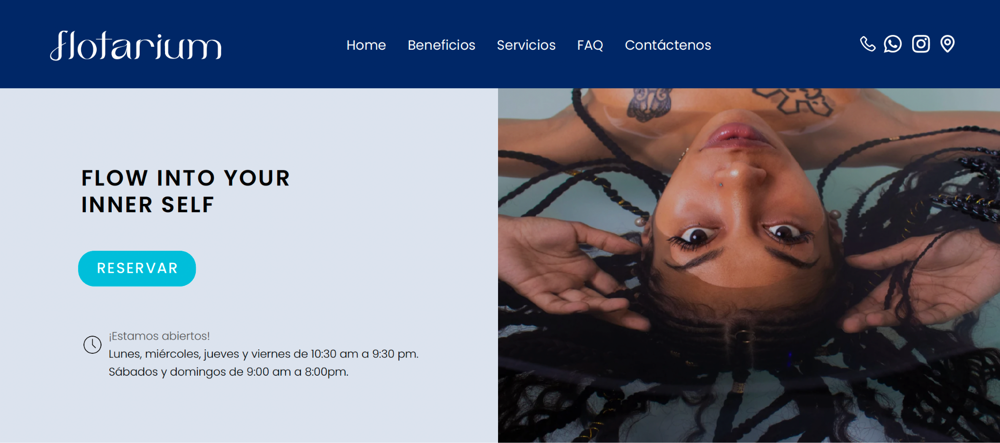 flotarium
Home Beneficios Servicios FAQ Contáctenos
FLOW INTO YOUR
INNER SELF
RESERVAR
¡Estamos abiertos!
Lunes, miércoles, jueves y viernes de 10:30 am a 9:30 pm.
Sábados y domingos de 9:00 am a 8:00pm.